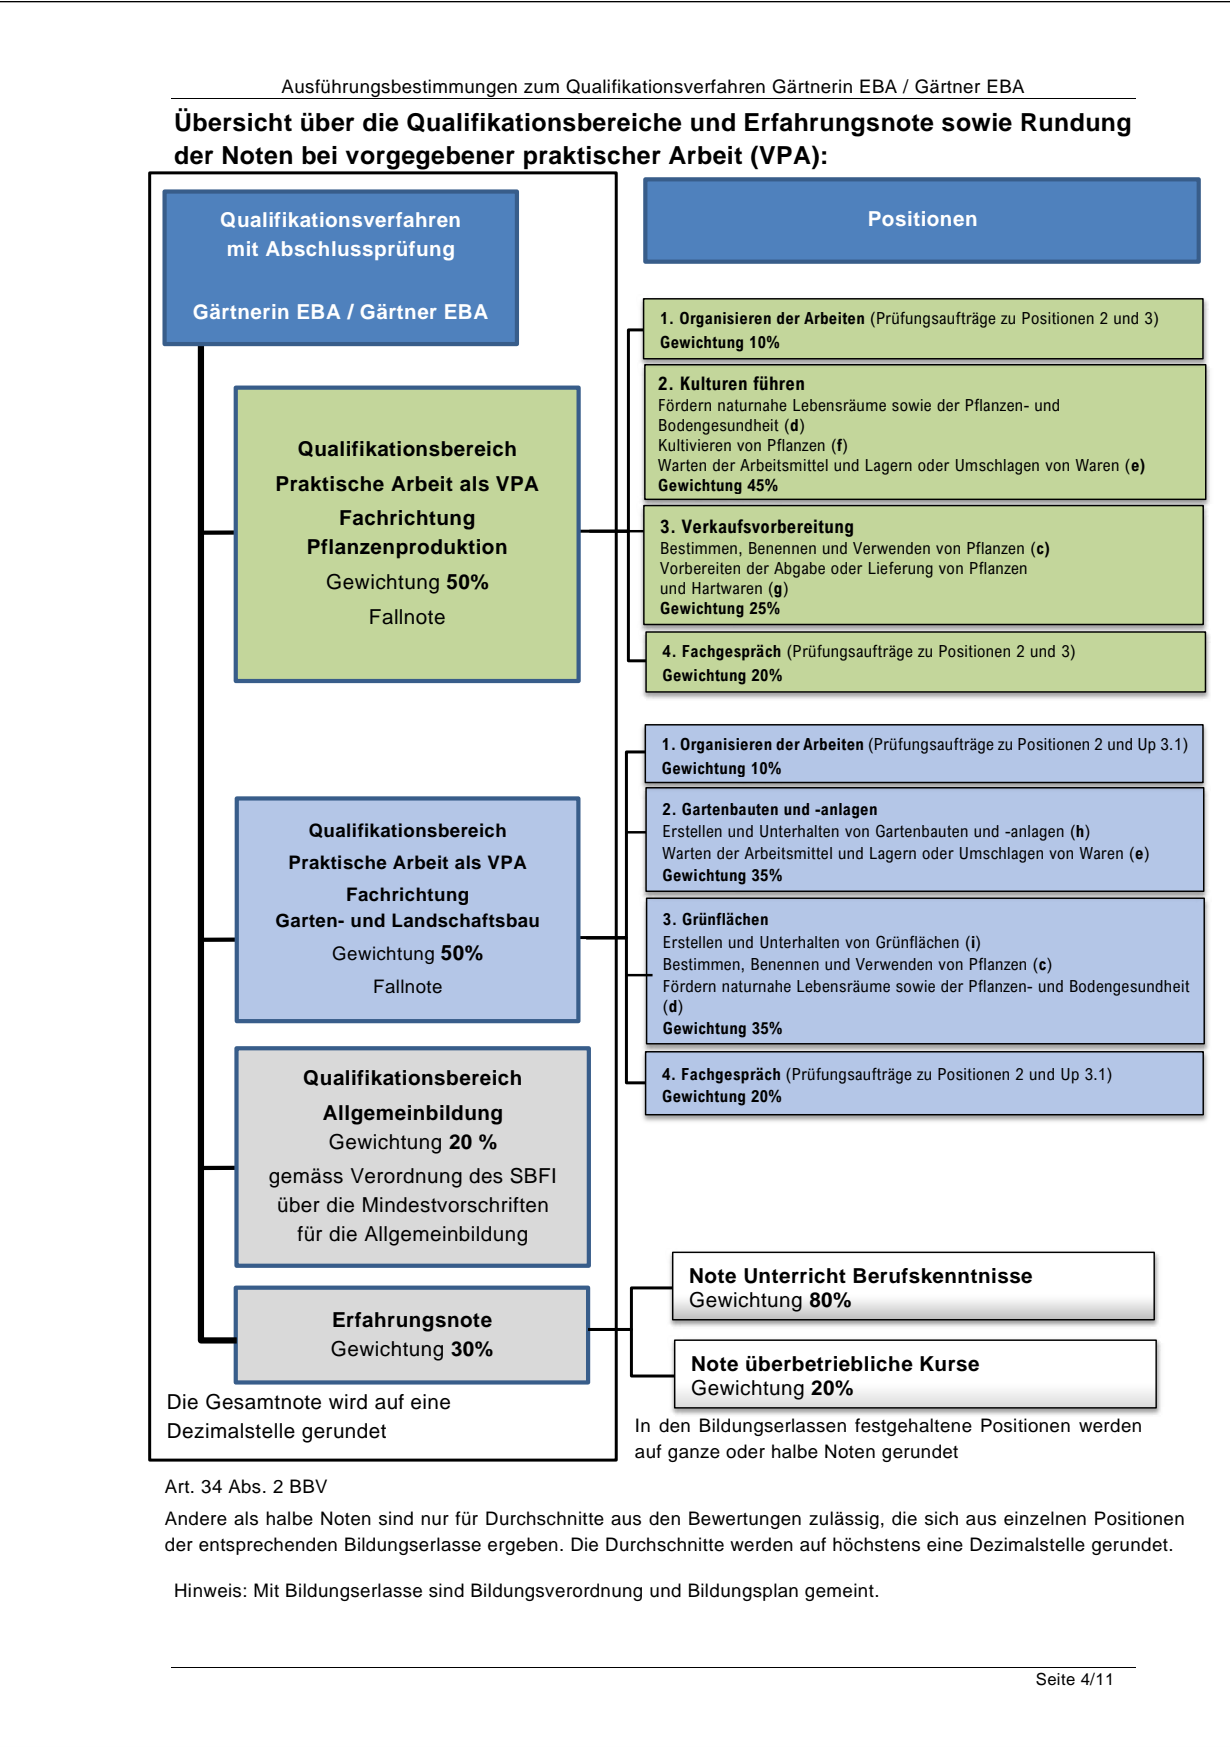 Ausführungsbestimmungen zum Qualifikationsverfahren Gärtnerin EBA / Gärtner EBA
Übersicht über die Qualifikationsbereiche und Erfahrungsnote sowie Rundung
der Noten bei vorgegebener praktischer Arbeit (VPA):
Qualifikationsverfahren
mit Abschlussprüfung
Gärtnerin EBA / Gärtner EBA
Positionen
Qualifikationsbereich
Praktische Arbeit als VPA
Fachrichtung
Pflanzenproduktion
Gewichtung 50%
Fallnote
1. Organisieren der Arbeiten (Prüfungsaufträge zu Positionen 2 und 3)
Gewichtung 10%
2. Kulturen führen
Fördern naturnahe Lebensräume sowie der Pflanzen- und
Bodengesundheit (d)
Kultivieren von Pflanzen (f)
Warten der Arbeitsmittel und Lagern oder Umschlagen von Waren (e)
Gewichtung 45%
3. Verkaufsvorbereitung
Bestimmen, Benennen und Verwenden von Pflanzen (c)
Vorbereiten der Abgabe oder Lieferung von Pflanzen
und Hartwaren (g)
Gewichtung 25%
4. Fachgespräch (Prüfungsaufträge zu Positionen 2 und 3)
Gewichtung 20%
Qualifikationsbereich
Praktische Arbeit als VPA
Fachrichtung
Garten- und Landschaftsbau
Gewichtung 50%
Fallnote
1. Organisieren der Arbeiten (Prüfungsaufträge zu Positionen 2 und Up 3.1)
Gewichtung 10%
2. Gartenbauten und -anlagen
Erstellen und Unterhalten von Gartenbauten und -anlagen (h)
Warten der Arbeitsmittel und Lagern oder Umschlagen von Waren (e)
Gewichtung 35%
3. Grünflächen
Erstellen und Unterhalten von Grünflächen (i)
Bestimmen, Benennen und Verwenden von Pflanzen (c)
Fördern naturnahe Lebensräume sowie der Pflanzen- und Bodengesundheit
(d)
Gewichtung 35%
4. Fachgespräch (Prüfungsaufträge zu Positionen 2 und Up 3.1)
Gewichtung 20%
Qualifikationsbereich
Allgemeinbildung
Gewichtung 20 %
gemäss Verordnung des SBFI
über die Mindestvorschriften
für die Allgemeinbildung
Erfahrungsnote
Gewichtung 30%
Note Unterricht Berufskenntnisse
Gewichtung 80%
Note überbetriebliche Kurse
Gewichtung 20%
Die Gesamtnote wird auf eine
Dezimalstelle gerundet
In den Bildungserlassen festgehaltene Positionen werden
auf ganze oder halbe Noten gerundet
Art. 34 Abs. 2 BBV
Andere als halbe Noten sind nur für Durchschnitte aus den Bewertungen zulässig, die sich aus einzelnen Positionen
der entsprechenden Bildungserlasse ergeben. Die Durchschnitte werden auf höchstens eine Dezimalstelle gerundet.
Hinweis: Mit Bildungserlasse sind Bildungsverordnung und Bildungsplan gemeint.
Seite 4/11